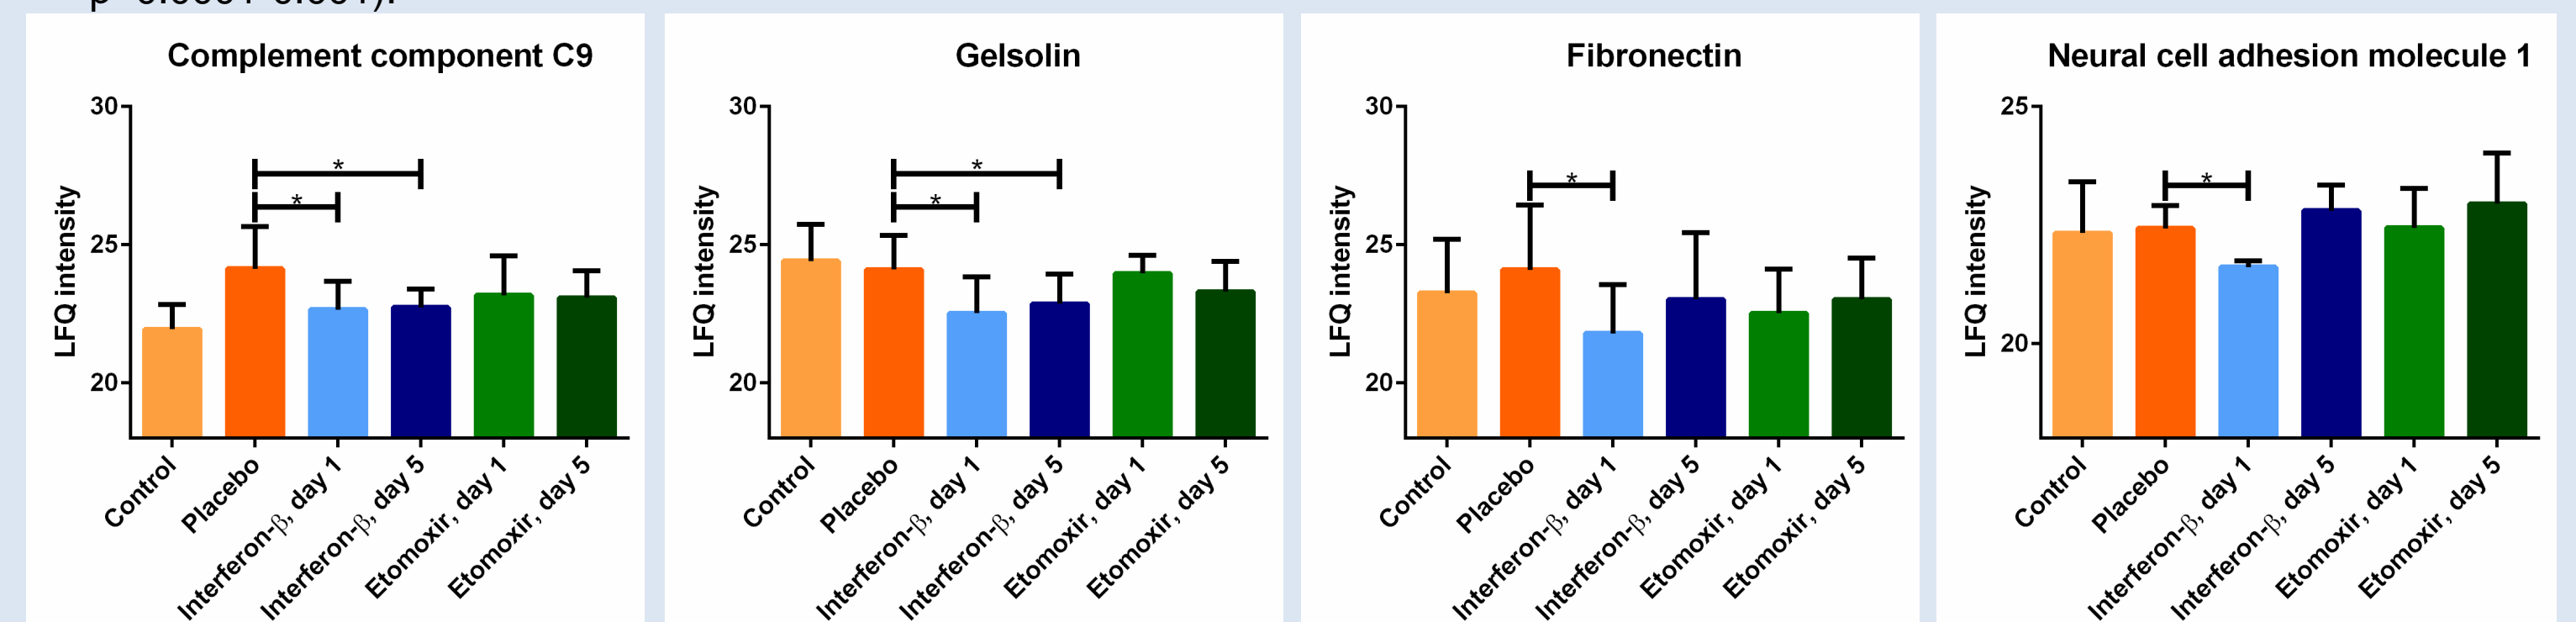 Complement component C9
30
25
20
LFQ intensity
*
*
Control
Placebo
Interferon-β, day 1
Interferon-β, day 5
Etomoxir, day 1
Etomoxir, day 5
Gelsolin
30
25
20
LFQ intensity
*
*
Control
Placebo
Interferon-β, day 1
Interferon-β, day 5
Etomoxir, day 1
Etomoxir, day 5
Fibronectin
30
25
20
LFQ intensity
*
Control
Placebo
Interferon-β, day 1
Interferon-β, day 5
Etomoxir, day 1
Etomoxir, day 5
Neural cell adhesion molecule 1
25
20
LFQ intensity
*
Control
Placebo
Interferon-β, day 1
Interferon-β, day 5
Etomoxir, day 1
Etomoxir, day 5